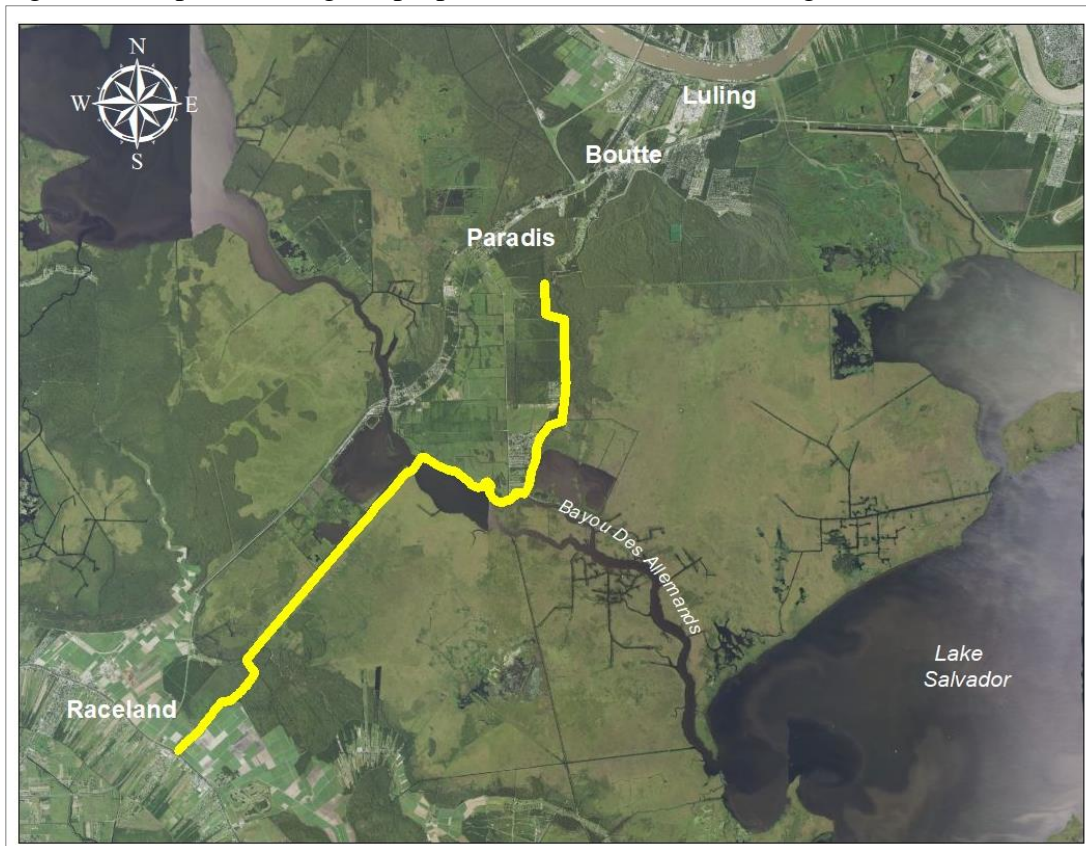 N
W E
S
Luling
Boutte
Paradis
Bayou Des Allemands
Lake
Salvador
Raceland